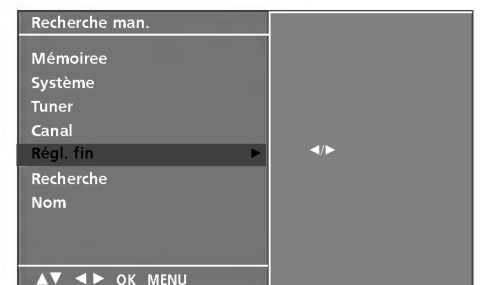 Recherche man.
Mémoiree
Système
Tuner
Canal
Régl. fin ▶ ◀/▶
Recherche
Nom
▲▼ ◀ ▶ OK MENU